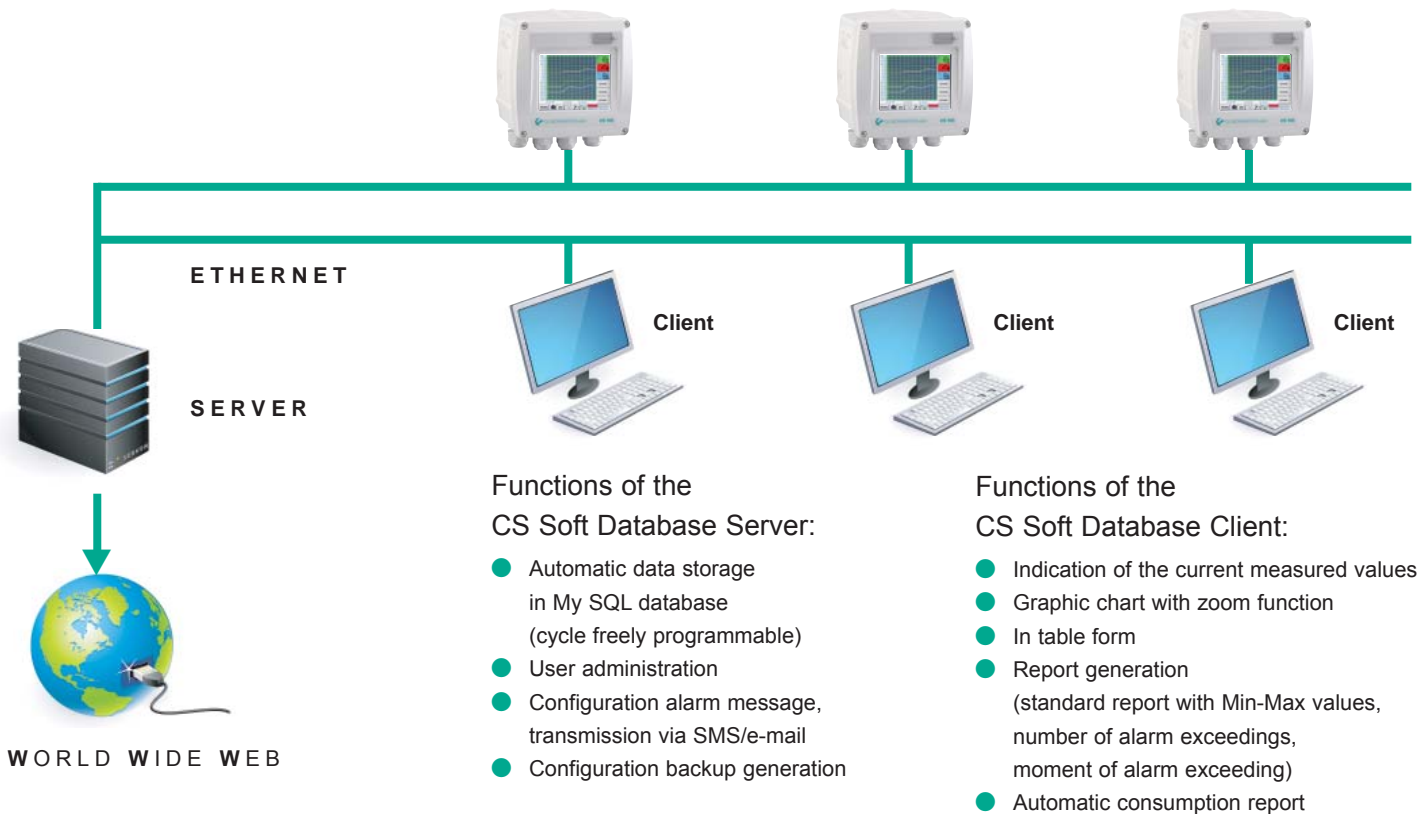 ETHERNET
Client
Client
Client
SERVER
WORLD WIDE WEB
Functions of the
CS Soft Database Server:
Automatic data storage
in My SQL database
(cycle freely programmable)
User administration
Configuration alarm message,
transmission via SMS/e-mail
Configuration backup generation
Functions of the
CS Soft Database Client:
Indication of the current measured values
Graphic chart with zoom function
In table form
Report generation
(standard report with Min-Max values,
number of alarm exceedings,
moment of alarm exceeding)
Automatic consumption report